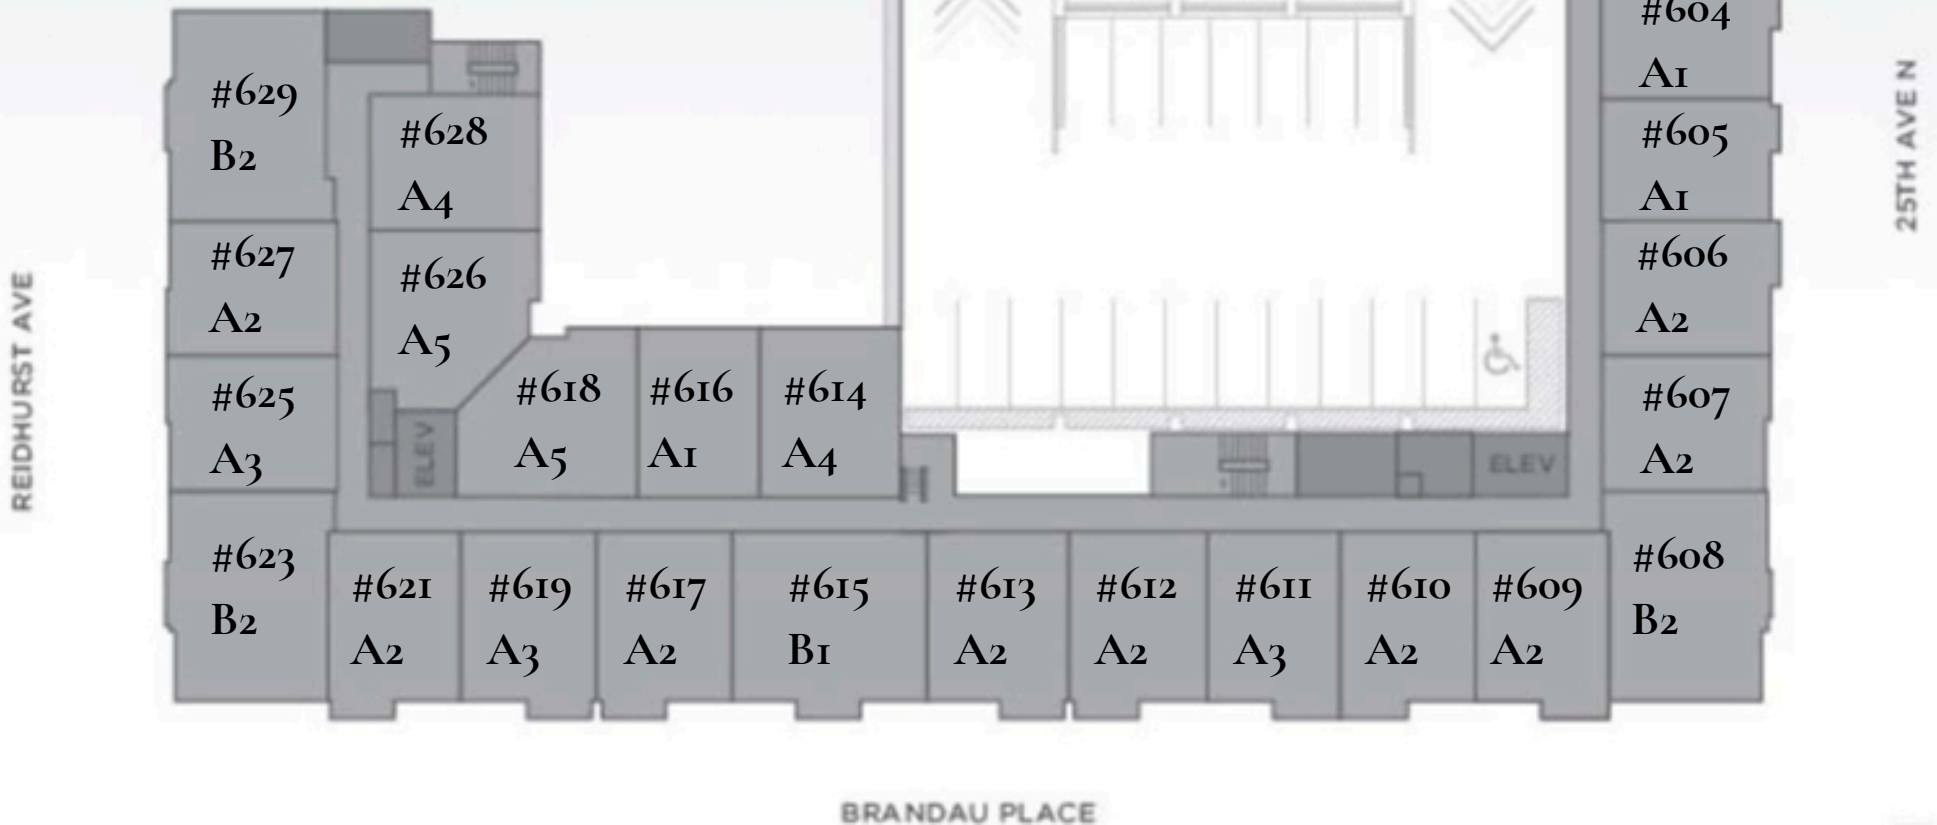 #604
A1
#629
B2
#628
A4
#605
A1
25TH AVE N
#627
A2
#626
A5
#606
A2
REIDHURST AVE
#625
A3
#618
A5
#616
A1
#614
A4
#607
A2
ELEV
ELEV
#623
B2
#621
A2
#619
A3
#617
A2
#615
B1
#613
A2
#612
A2
#611
A3
#610
A2
#609
A2
#608
B2
BRANDAU PLACE